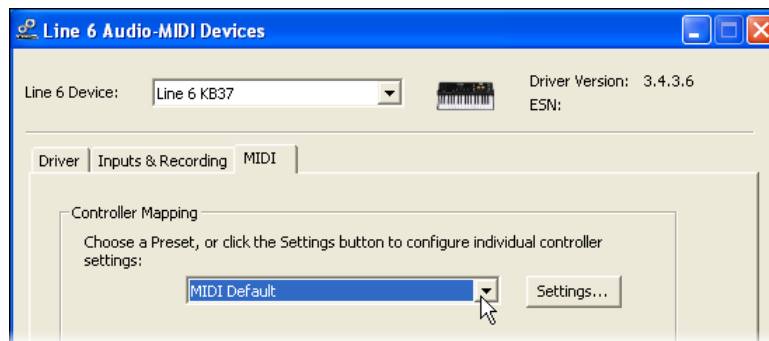 Line 6 Audio-MIDI Devices
Line 6 Device: Line 6 KB37 Driver Version: 3.4.3.6
ESN:
Driver Inputs & Recording MIDI
Controller Mapping
Choose a Preset, or click the Settings button to configure individual controller
settings:
MIDI Default Settings...